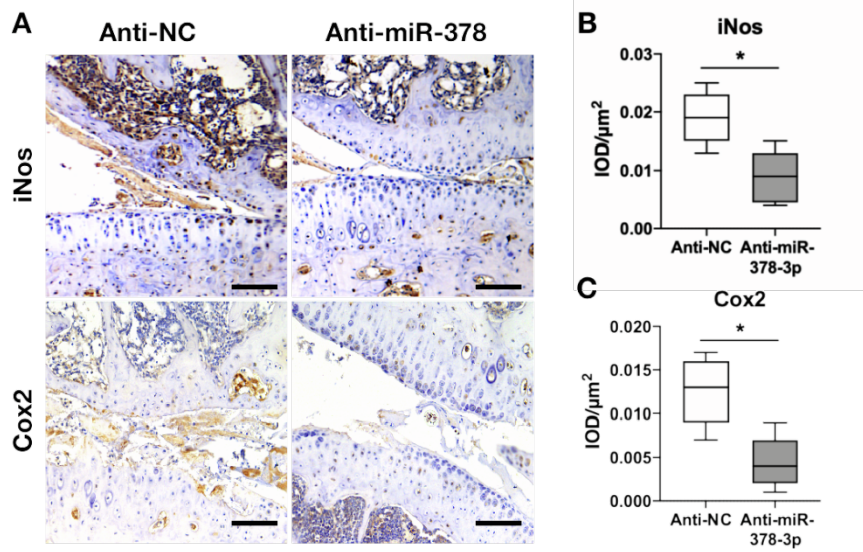 A
Anti-NC
Anti-miR-378
iNos
Cox2
B
iNos
*
0.03
0.02
0.01
0.00
IOD/µm²
Anti-NC
Anti-miR-
378-3p
C
Cox2
*
0.020
0.015
0.010
0.005
0.000
IOD/µm²
Anti-NC
Anti-miR-
378-3p